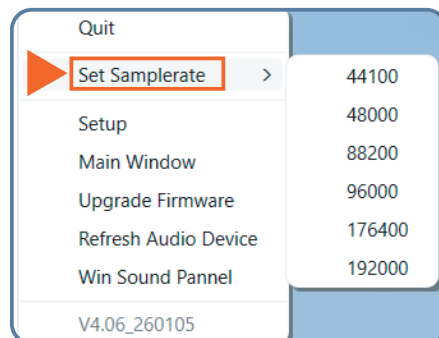 Quit
Set Samplerate >
Setup
Main Window
Upgrade Firmware
Refresh Audio Device
Win Sound Pannel
V4.06_260105
44100
48000
88200
96000
176400
192000